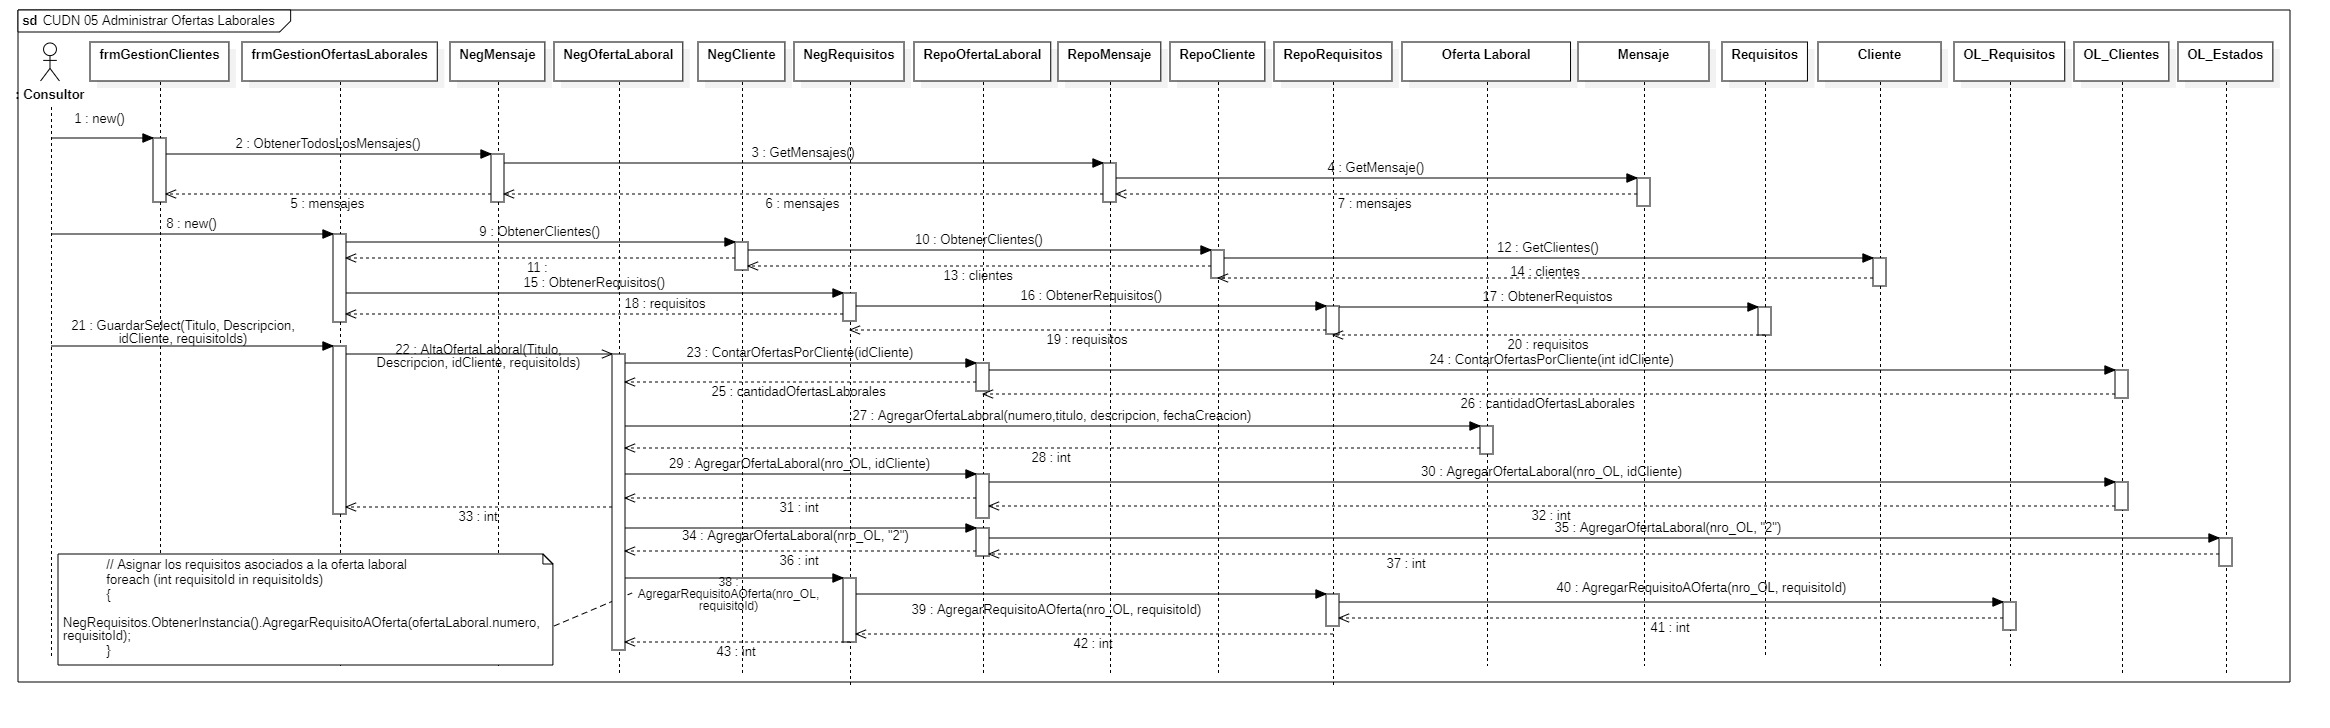 sd CUDN 05 Administrar Ofertas Laborales
frmGestionClientes
frmGestionOfertasLaborales
NegMensaje
NegOfertaLaboral
NegCliente
NegRequisitos
RepoOfertaLaboral
RepoMensaje
RepoCliente
RepoRequisitos
Oferta Laboral
Mensaje
Requisitos
Cliente
OL_Requisitos
OL_Clientes
OL_Estados
: Consultor
1 : new()
2 : ObtenerTodosLosMensajes()
3 : GetMensajes()
4 : GetMensaje()
5 : mensajes
6 : mensajes
7 : mensajes
8 : new()
9 : ObtenerClientes()
10 : ObtenerClientes()
12 : GetClientes()
11 :
13 : clientes
14 : clientes
15 : ObtenerRequisitos()
16 : ObtenerRequisitos()
17 : ObtenerRequistos
18 : requisitos
19 : requisitos
20 : requisitos
21 : GuardarSelect(Titulo, Descripcion,
idCliente, requisitoIds)
22 : AltaOfertaLaboral(Titulo,
Descripcion, idCliente, requisitoIds)
23 : ContarOfertasPorCliente(idCliente)
24 : ContarOfertasPorCliente(int idCliente)
25 : cantidadOfertasLaborales
26 : cantidadOfertasLaborales
27 : AgregarOfertaLaboral(numero,titulo, descripcion, fechaCreacion)
28 : int
29 : AgregarOfertaLaboral(nro_OL, idCliente)
30 : AgregarOfertaLaboral(nro_OL, idCliente)
31 : int
32 : int
33 : int
34 : AgregarOfertaLaboral(nro_OL, "2")
35 : AgregarOfertaLaboral(nro_OL, "2")
36 : int
37 : int
38 :
AgregarRequisitoAOferta(nro_OL,
requisitoId)
39 : AgregarRequisitoAOferta(nro_OL, requisitoId)
40 : AgregarRequisitoAOferta(nro_OL, requisitoId)
41 : int
42 : int
43 : int
// Asignar los requisitos asociados a la oferta laboral
foreach (int requisitoId in requisitoIds)
{
NegRequisitos.ObtenerInstancia().AgregarRequisitoAOferta(ofertaLaboral.numero,
requisitoId);
}